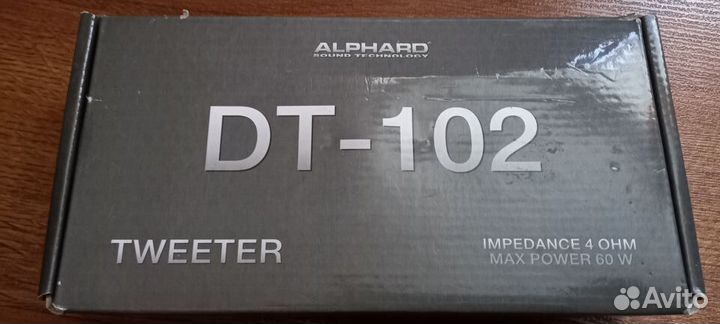 ALPHARD
SOUND TECHNOLOGY
DT-102
TWEETER
IMPEDANCE 4 OHM
MAX POWER 60 W
Avito